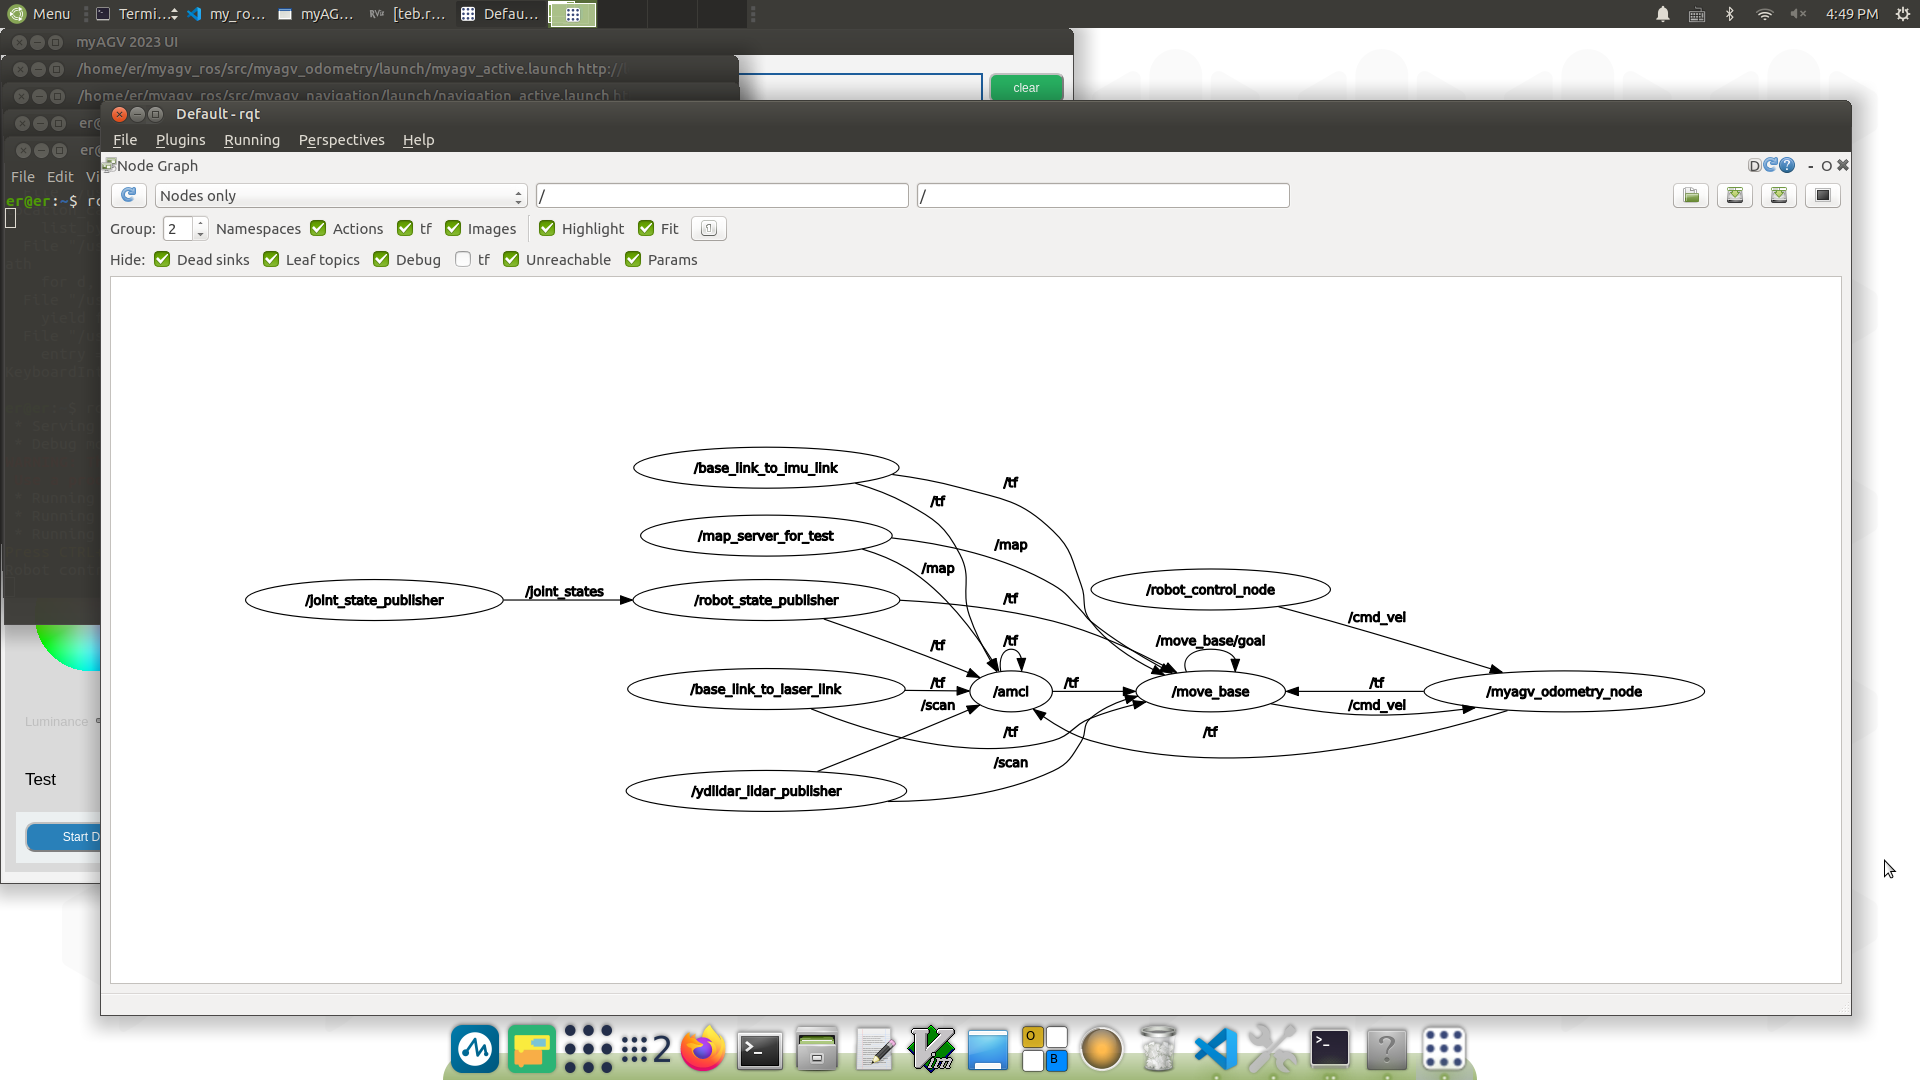 Menu Termi... my_ro... myAG... RViz [teb.r... Defau... 4:49 PM
myAGV 2023 UI
/home/er/myagv_ros/src/myagv_odometry/launch/myagv_active.launch http://
/home/er/myagv_ros/src/myagv_navigation/launch/navigation_active.launch
clear
Default - rqt
File Plugins Running Perspectives Help
Node Graph
D - O
Nodes only / /
Group: 2 Namespaces Actions tf Images Highlight Fit
Hide: Dead sinks Leaf topics Debug tf Unreachable Params
File Edit
er@er:~$
/base_link_to_imu_link
/tf
/tf
/map_server_for_test
/map
/map
/joint_state_publisher
/joint_states
/robot_state_publisher
/tf
/tf
/robot_control_node
/cmd_vel
/tf
/move_base/goal
/base_link_to_laser_link
/tf
/amcl
/tf
/move_base
/tf
/cmd_vel
/myagv_odometry_node
/scan
/tf
/tf
/scan
/ydlidar_lidar_publisher
Luminance
Test
Start D
2
O
B
Vim